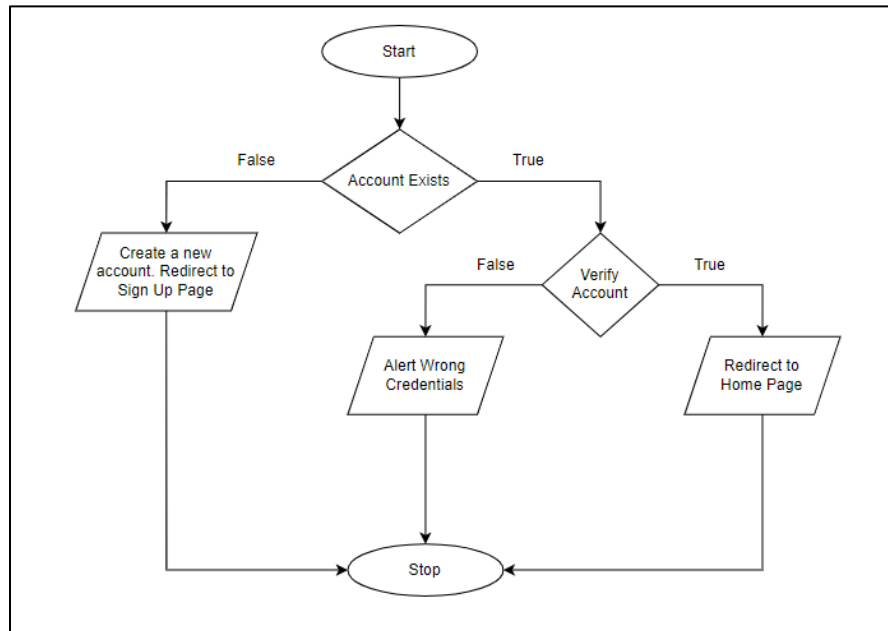 Start
False
True
Account Exists
Create a new
account. Redirect to
Sign Up Page
False
True
Verify
Account
Alert Wrong
Credentials
Redirect to
Home Page
Stop